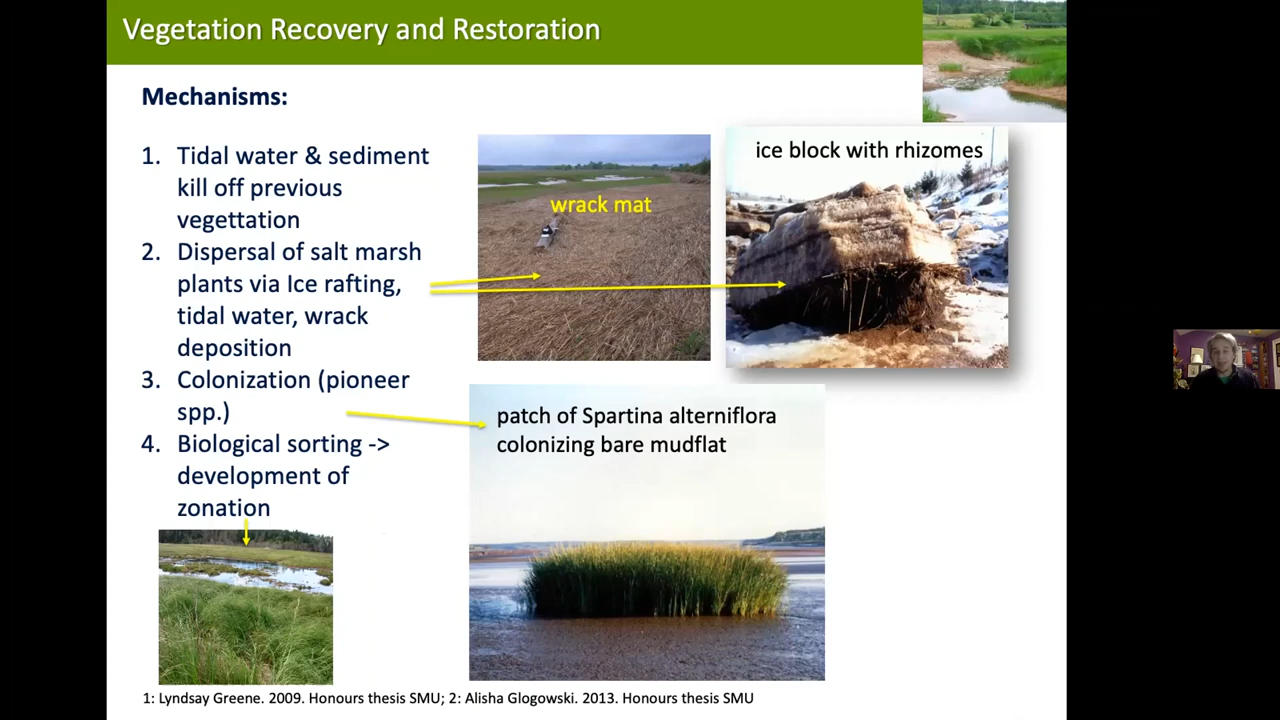 Vegetation Recovery and Restoration
Mechanisms:
1. Tidal water & sediment
kill off previous
vegettation
2. Dispersal of salt marsh
plants via Ice rafting,
tidal water, wrack
deposition
3. Colonization (pioneer
spp.)
4. Biological sorting ->
development of
zonation
wrack mat
ice block with rhizomes
patch of Spartina alterniflora
colonizing bare mudflat
1: Lyndsay Greene. 2009. Honours thesis SMU; 2: Alisha Glogowski. 2013. Honours thesis SMU